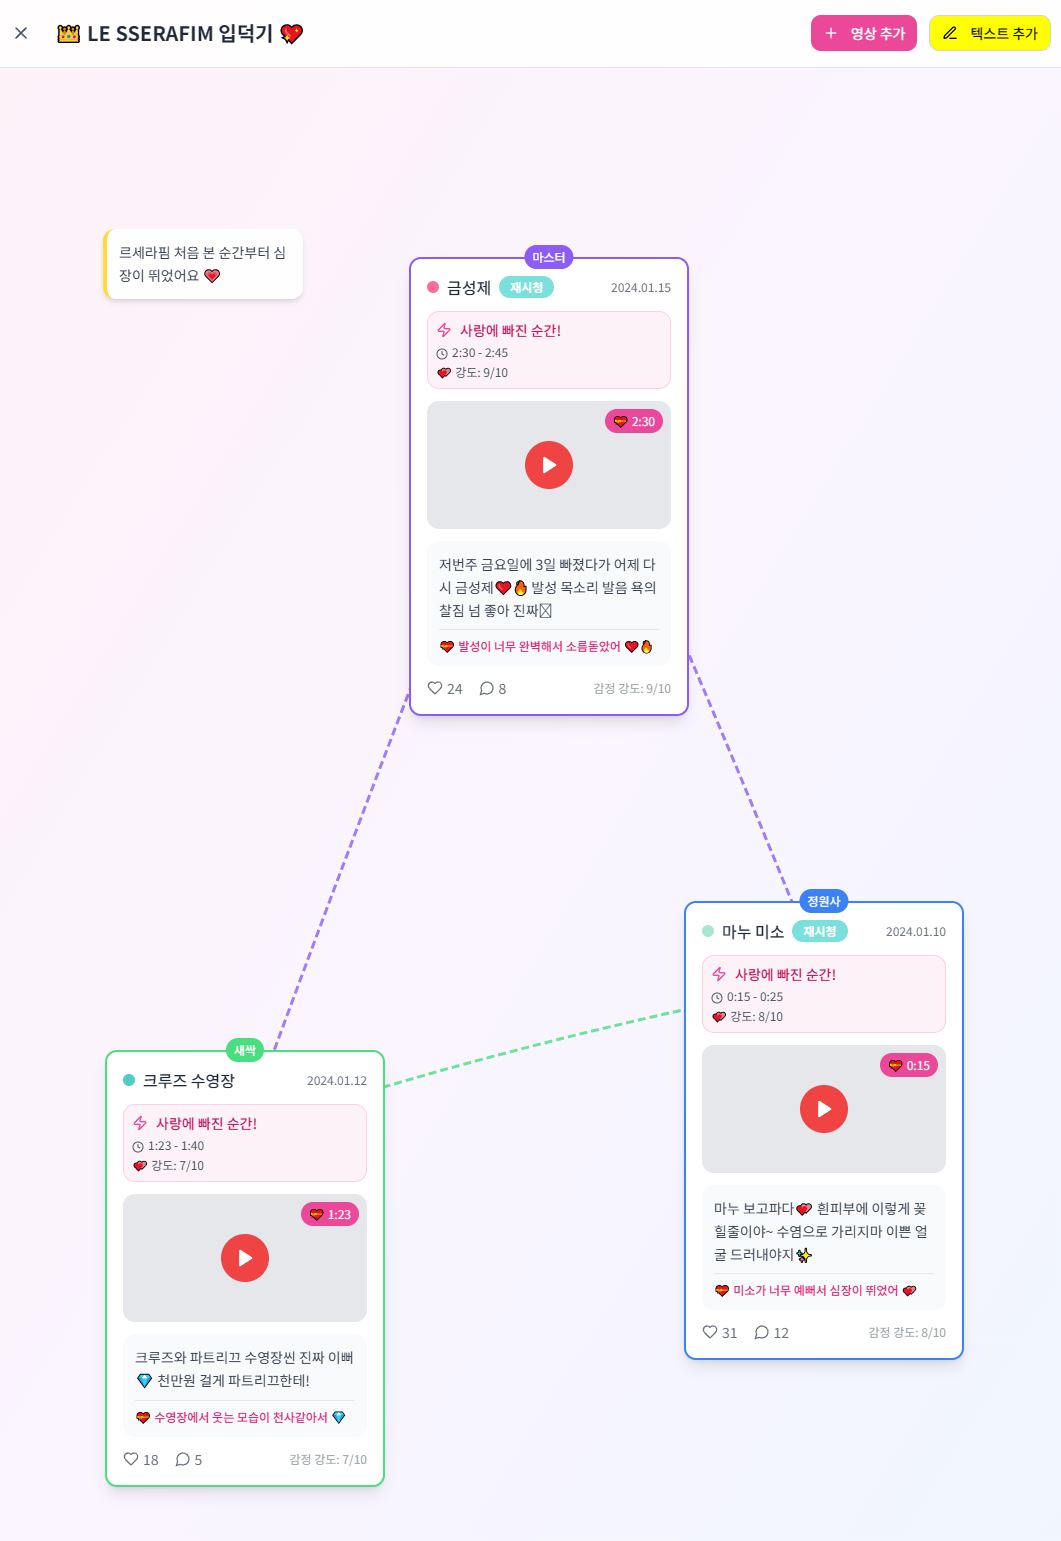 👑 LE SSERAFIM 입덕기 💖
영상 추가
텍스트 추가
르세라핌 처음 본 순간부터 심
장이 뛰었어요 💗
마스터
금성제 재시청 2024.01.15
사랑에 빠진 순간!
2:30 - 2:45
💕 강도: 9/10
💝 2:30
저번주 금요일에 3일 빠졌다가 어제 다
시 금성제❤️🔥 발성 목소리 발음 욕의
찰짐 넘 좋아 진짜
💝 발성이 너무 완벽해서 소름돋았어 ❤️🔥
24 8 감정 강도: 9/10
정원사
마누 미소 재시청 2024.01.10
사랑에 빠진 순간!
0:15 - 0:25
💕 강도: 8/10
💝 0:15
마누 보고파다💕 흰피부에 이렇게 꽂
힐줄이야~ 수염으로 가리지마 이쁜 얼
굴 드러내야지✨
💝 미소가 너무 예뻐서 심장이 뛰었어 💕
31 12 감정 강도: 8/10
새싹
크루즈 수영장 2024.01.12
사랑에 빠진 순간!
1:23 - 1:40
💕 강도: 7/10
💝 1:23
크루즈와 파트리끄 수영장씬 진짜 이뻐
💎 천만원 걸게 파트리끄한테!
💝 수영장에서 웃는 모습이 천사같아서 💎
18 5 감정 강도: 7/10